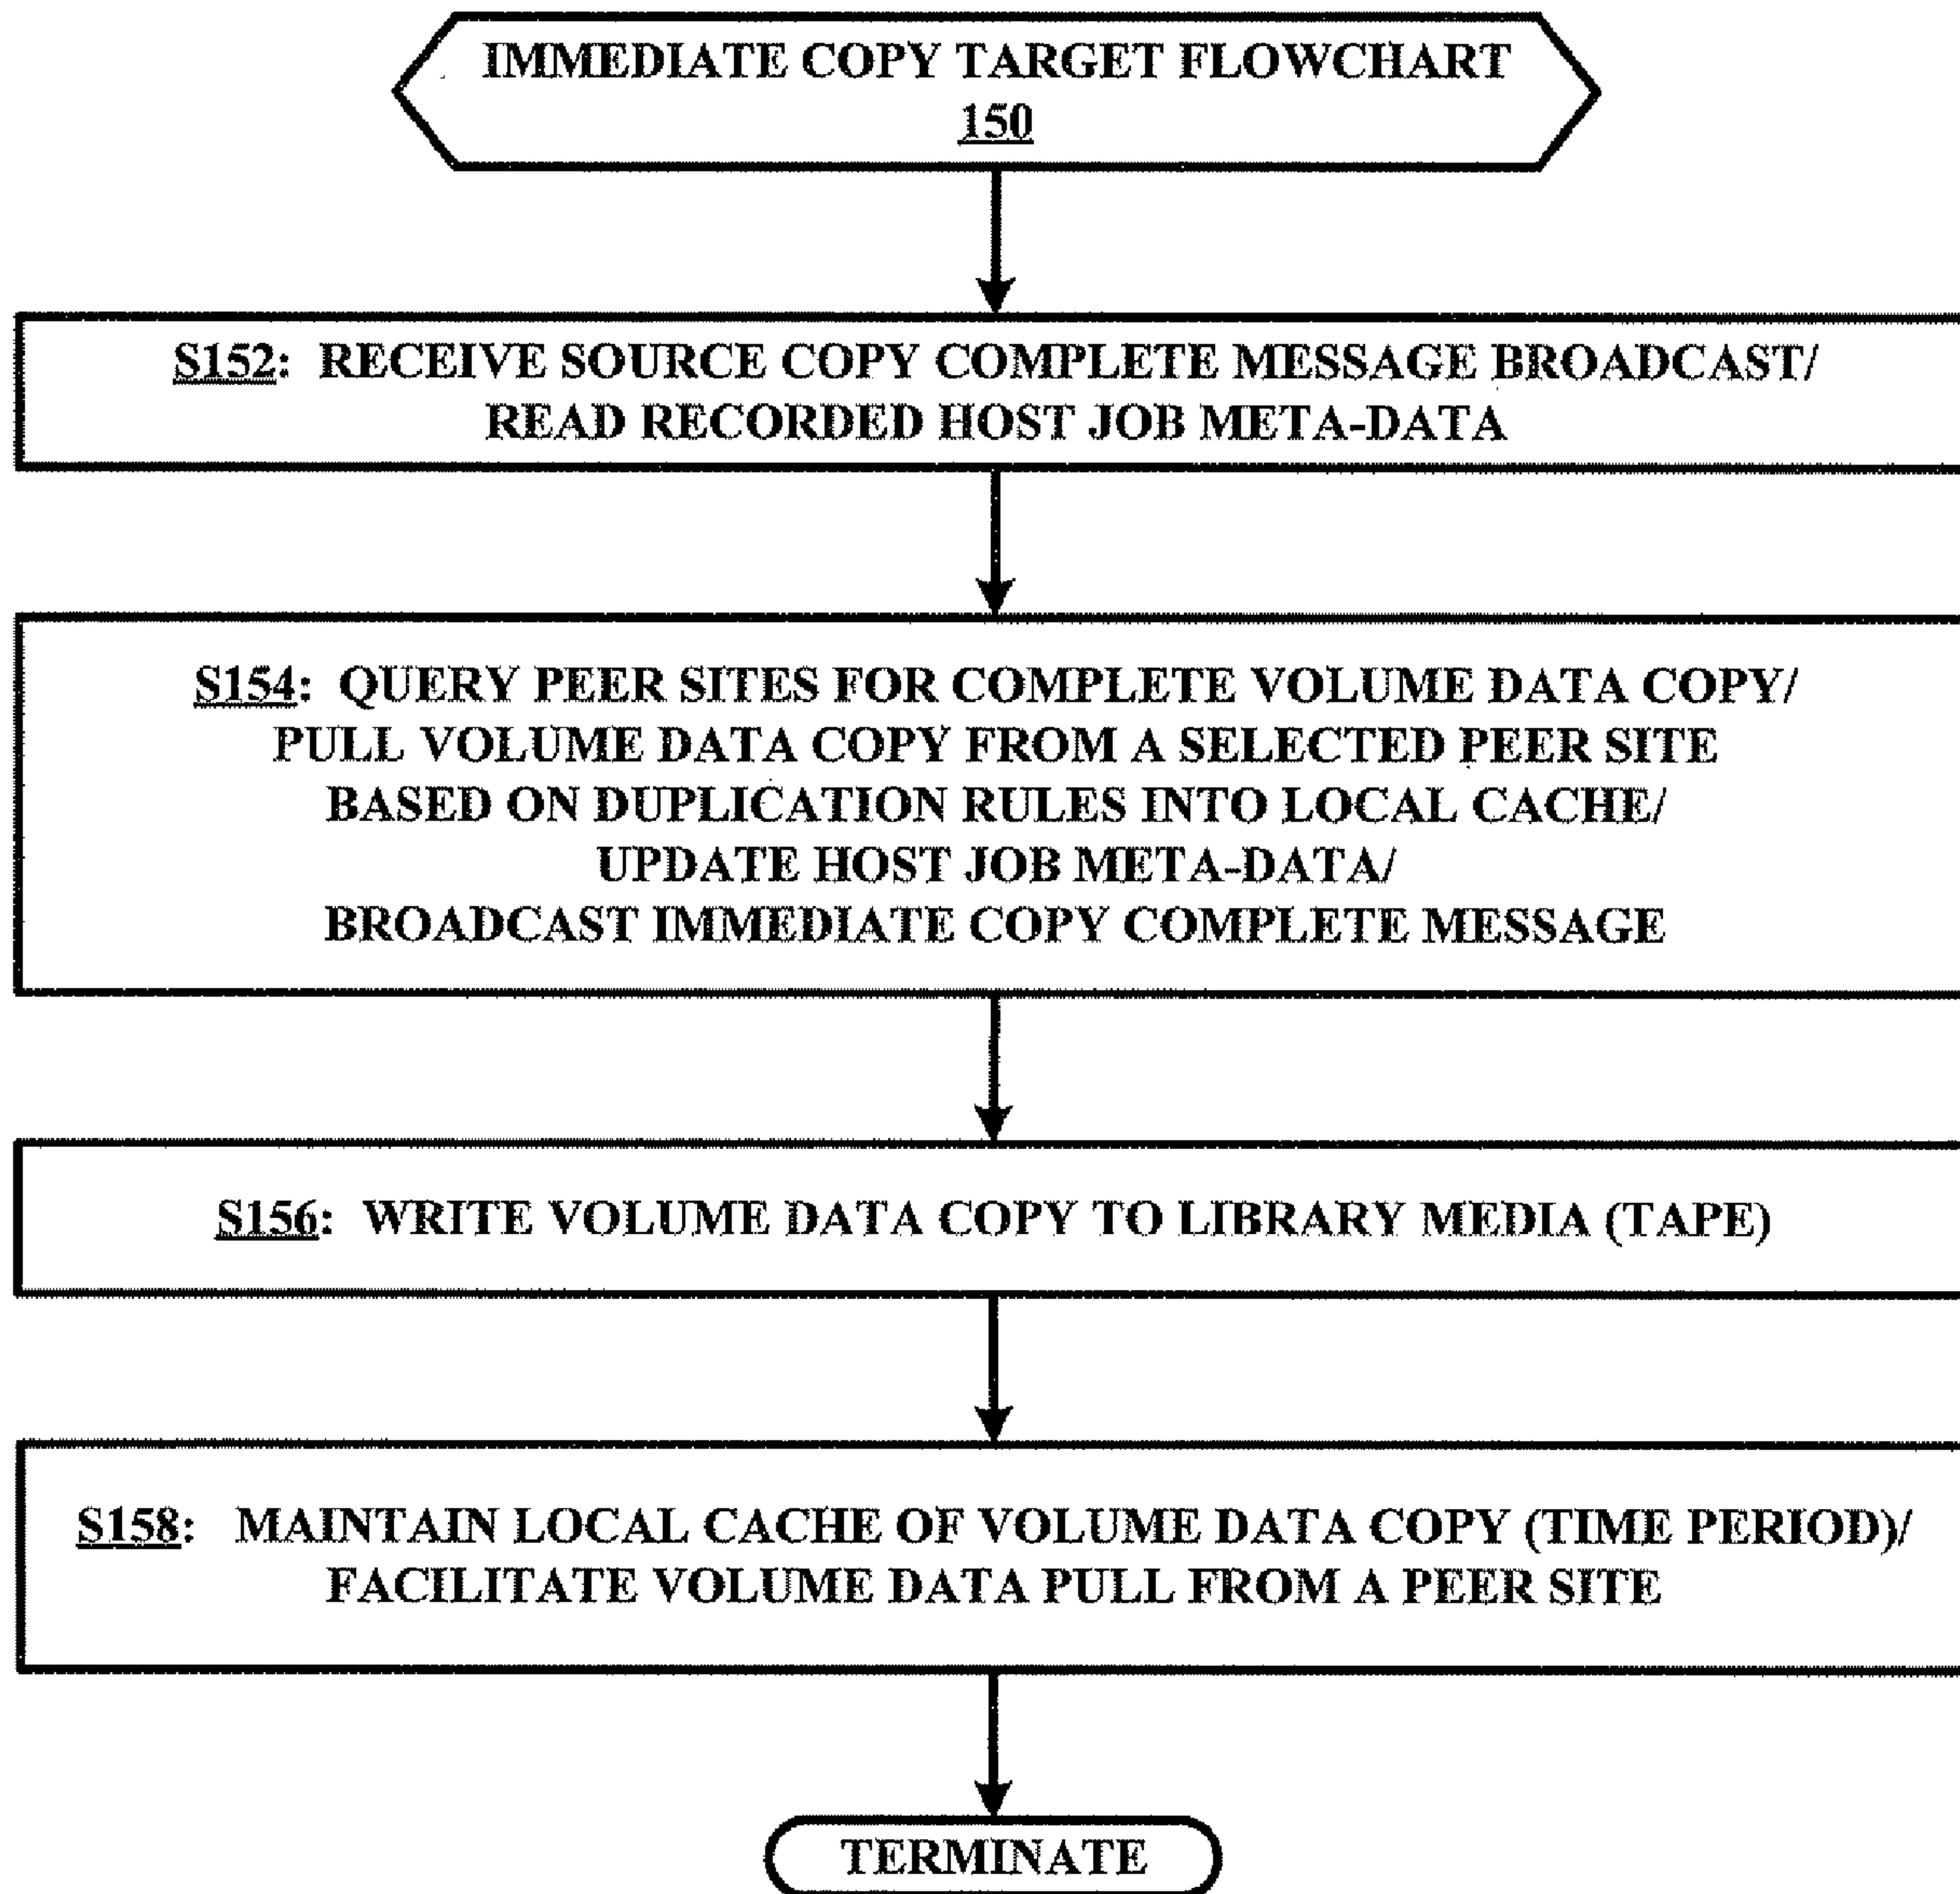 IMMEDIATE COPY TARGET FLOWCHART
150
S152: RECEIVE SOURCE COPY COMPLETE MESSAGE BROADCAST/
READ RECORDED HOST JOB META-DATA
S154: QUERY PEER SITES FOR COMPLETE VOLUME DATA COPY/
PULL VOLUME DATA COPY FROM A SELECTED PEER SITE
BASED ON DUPLICATION RULES INTO LOCAL CACHE/
UPDATE HOST JOB META-DATA/
BROADCAST IMMEDIATE COPY COMPLETE MESSAGE
S156: WRITE VOLUME DATA COPY TO LIBRARY MEDIA (TAPE)
S158: MAINTAIN LOCAL CACHE OF VOLUME DATA COPY (TIME PERIOD)/
FACILITATE VOLUME DATA PULL FROM A PEER SITE
TERMINATE